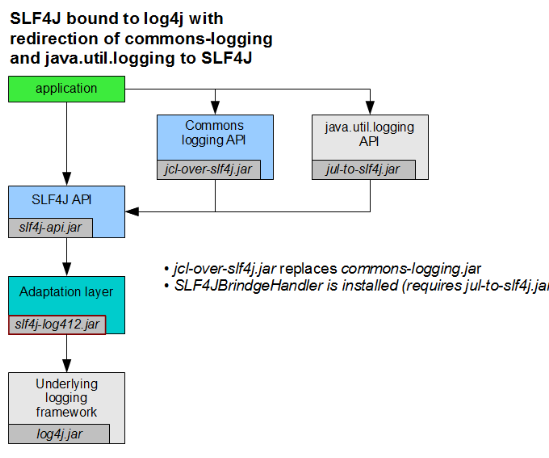 SLF4J bound to log4j with
redirection of commons-logging
and java.util.logging to SLF4J
application
Commons
logging API
jcl-over-slf4j.jar
java.util.logging
API
jul-to-slf4j.jar
SLF4J API
slf4j-api.jar
• jcl-over-slf4j.jar replaces commons-logging.jar
• SLF4JBrindgeHandler is installed (requires jul-to-slf4j.jar
Adaptation layer
slf4j-log412.jar
Underlying
logging
framework
log4j.jar